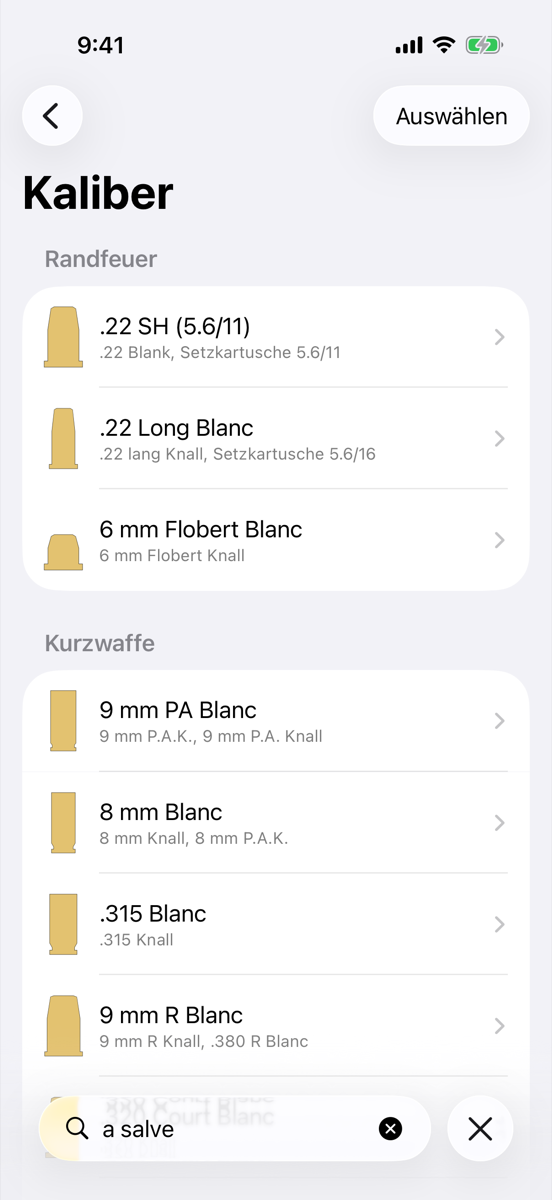 9:41
Auswählen
Kaliber
Randfeuer
.22 SH (5.6/11)
.22 Blank, Setzkartusche 5.6/11
.22 Long Blanc
.22 lang Knall, Setzkartusche 5.6/16
6 mm Flobert Blanc
6 mm Flobert Knall
Kurzwaffe
9 mm PA Blanc
9 mm P.A.K., 9 mm P.A. Knall
8 mm Blanc
8 mm Knall, 8 mm P.A.K.
.315 Blanc
.315 Knall
9 mm R Blanc
9 mm R Knall, .380 R Blanc
Court Blanc
a salve